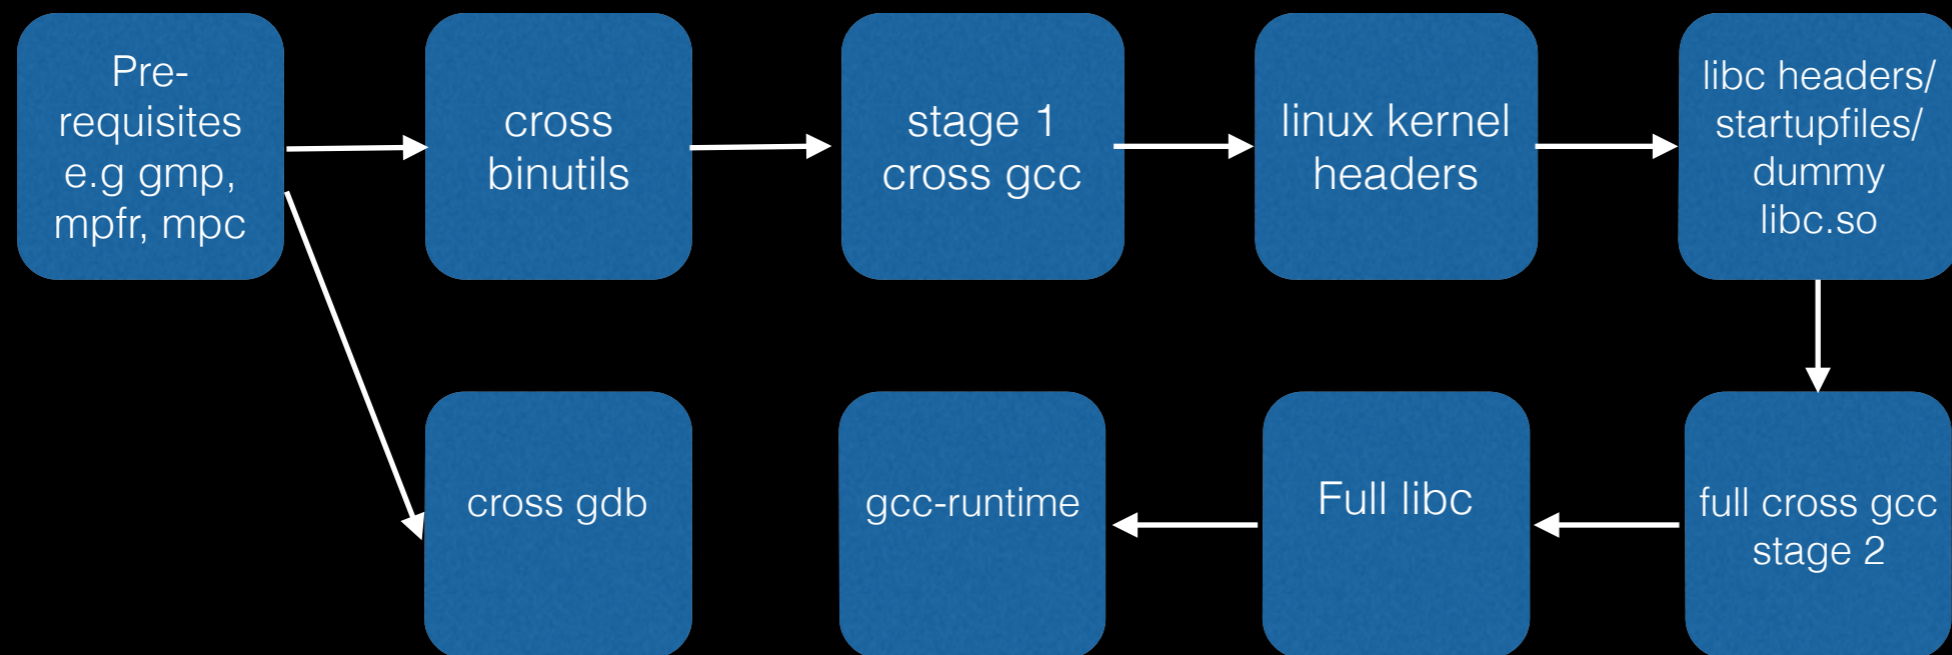 Pre-
requisites
e.g gmp,
mpfr, mpc
cross
binutils
stage 1
cross gcc
linux kernel
headers
libc headers/
startupfiles/
dummy
libc.so
cross gdb
gcc-runtime
Full libc
full cross gcc
stage 2